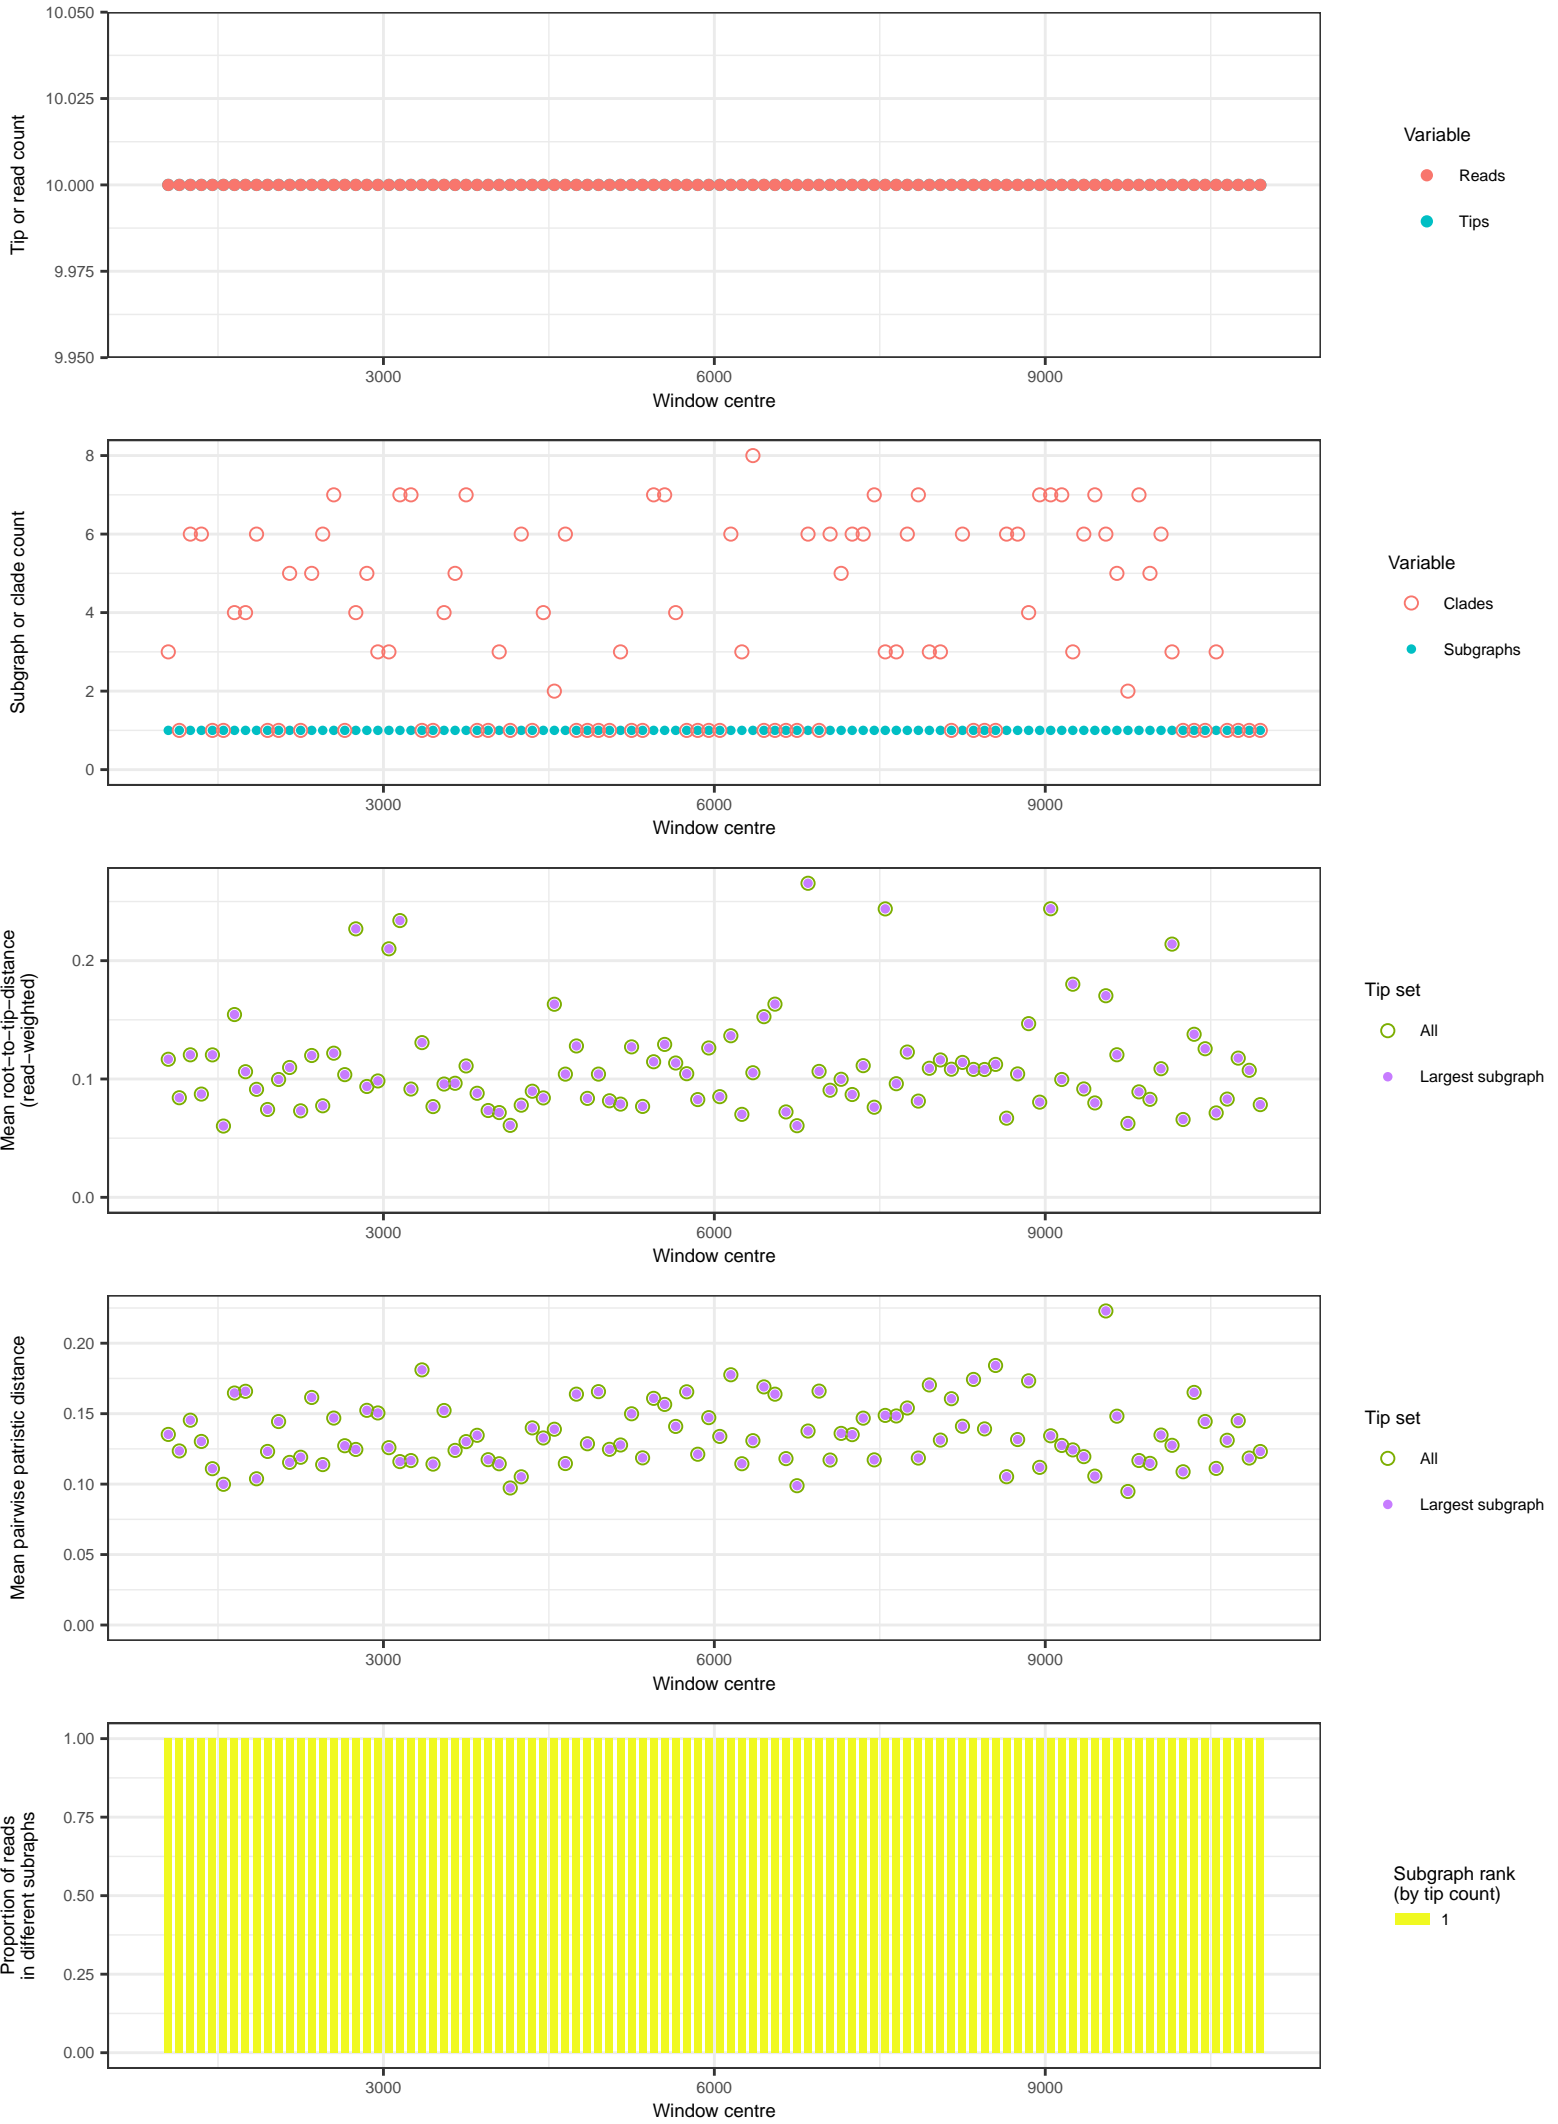 10.050
10.025
10.000
9.975
9.950
Tip or read count
3000 6000 9000
Window centre
Variable
Reads
Tips
8
6
4
2
0
Subgraph or clade count
3000 6000 9000
Window centre
Variable
Clades
Subgraphs
0.2
0.1
0.0
Mean root−to−tip−distance
(read−weighted)
3000 6000 9000
Window centre
Tip set
All
Largest subgraph
0.20
0.15
0.10
0.05
0.00
Mean pairwise patristic distance
3000 6000 9000
Window centre
Tip set
All
Largest subgraph
1.00
0.75
0.50
0.25
0.00
Proportion of reads
in different subraphs
3000 6000 9000
Window centre
Subgraph rank
(by tip count)
1